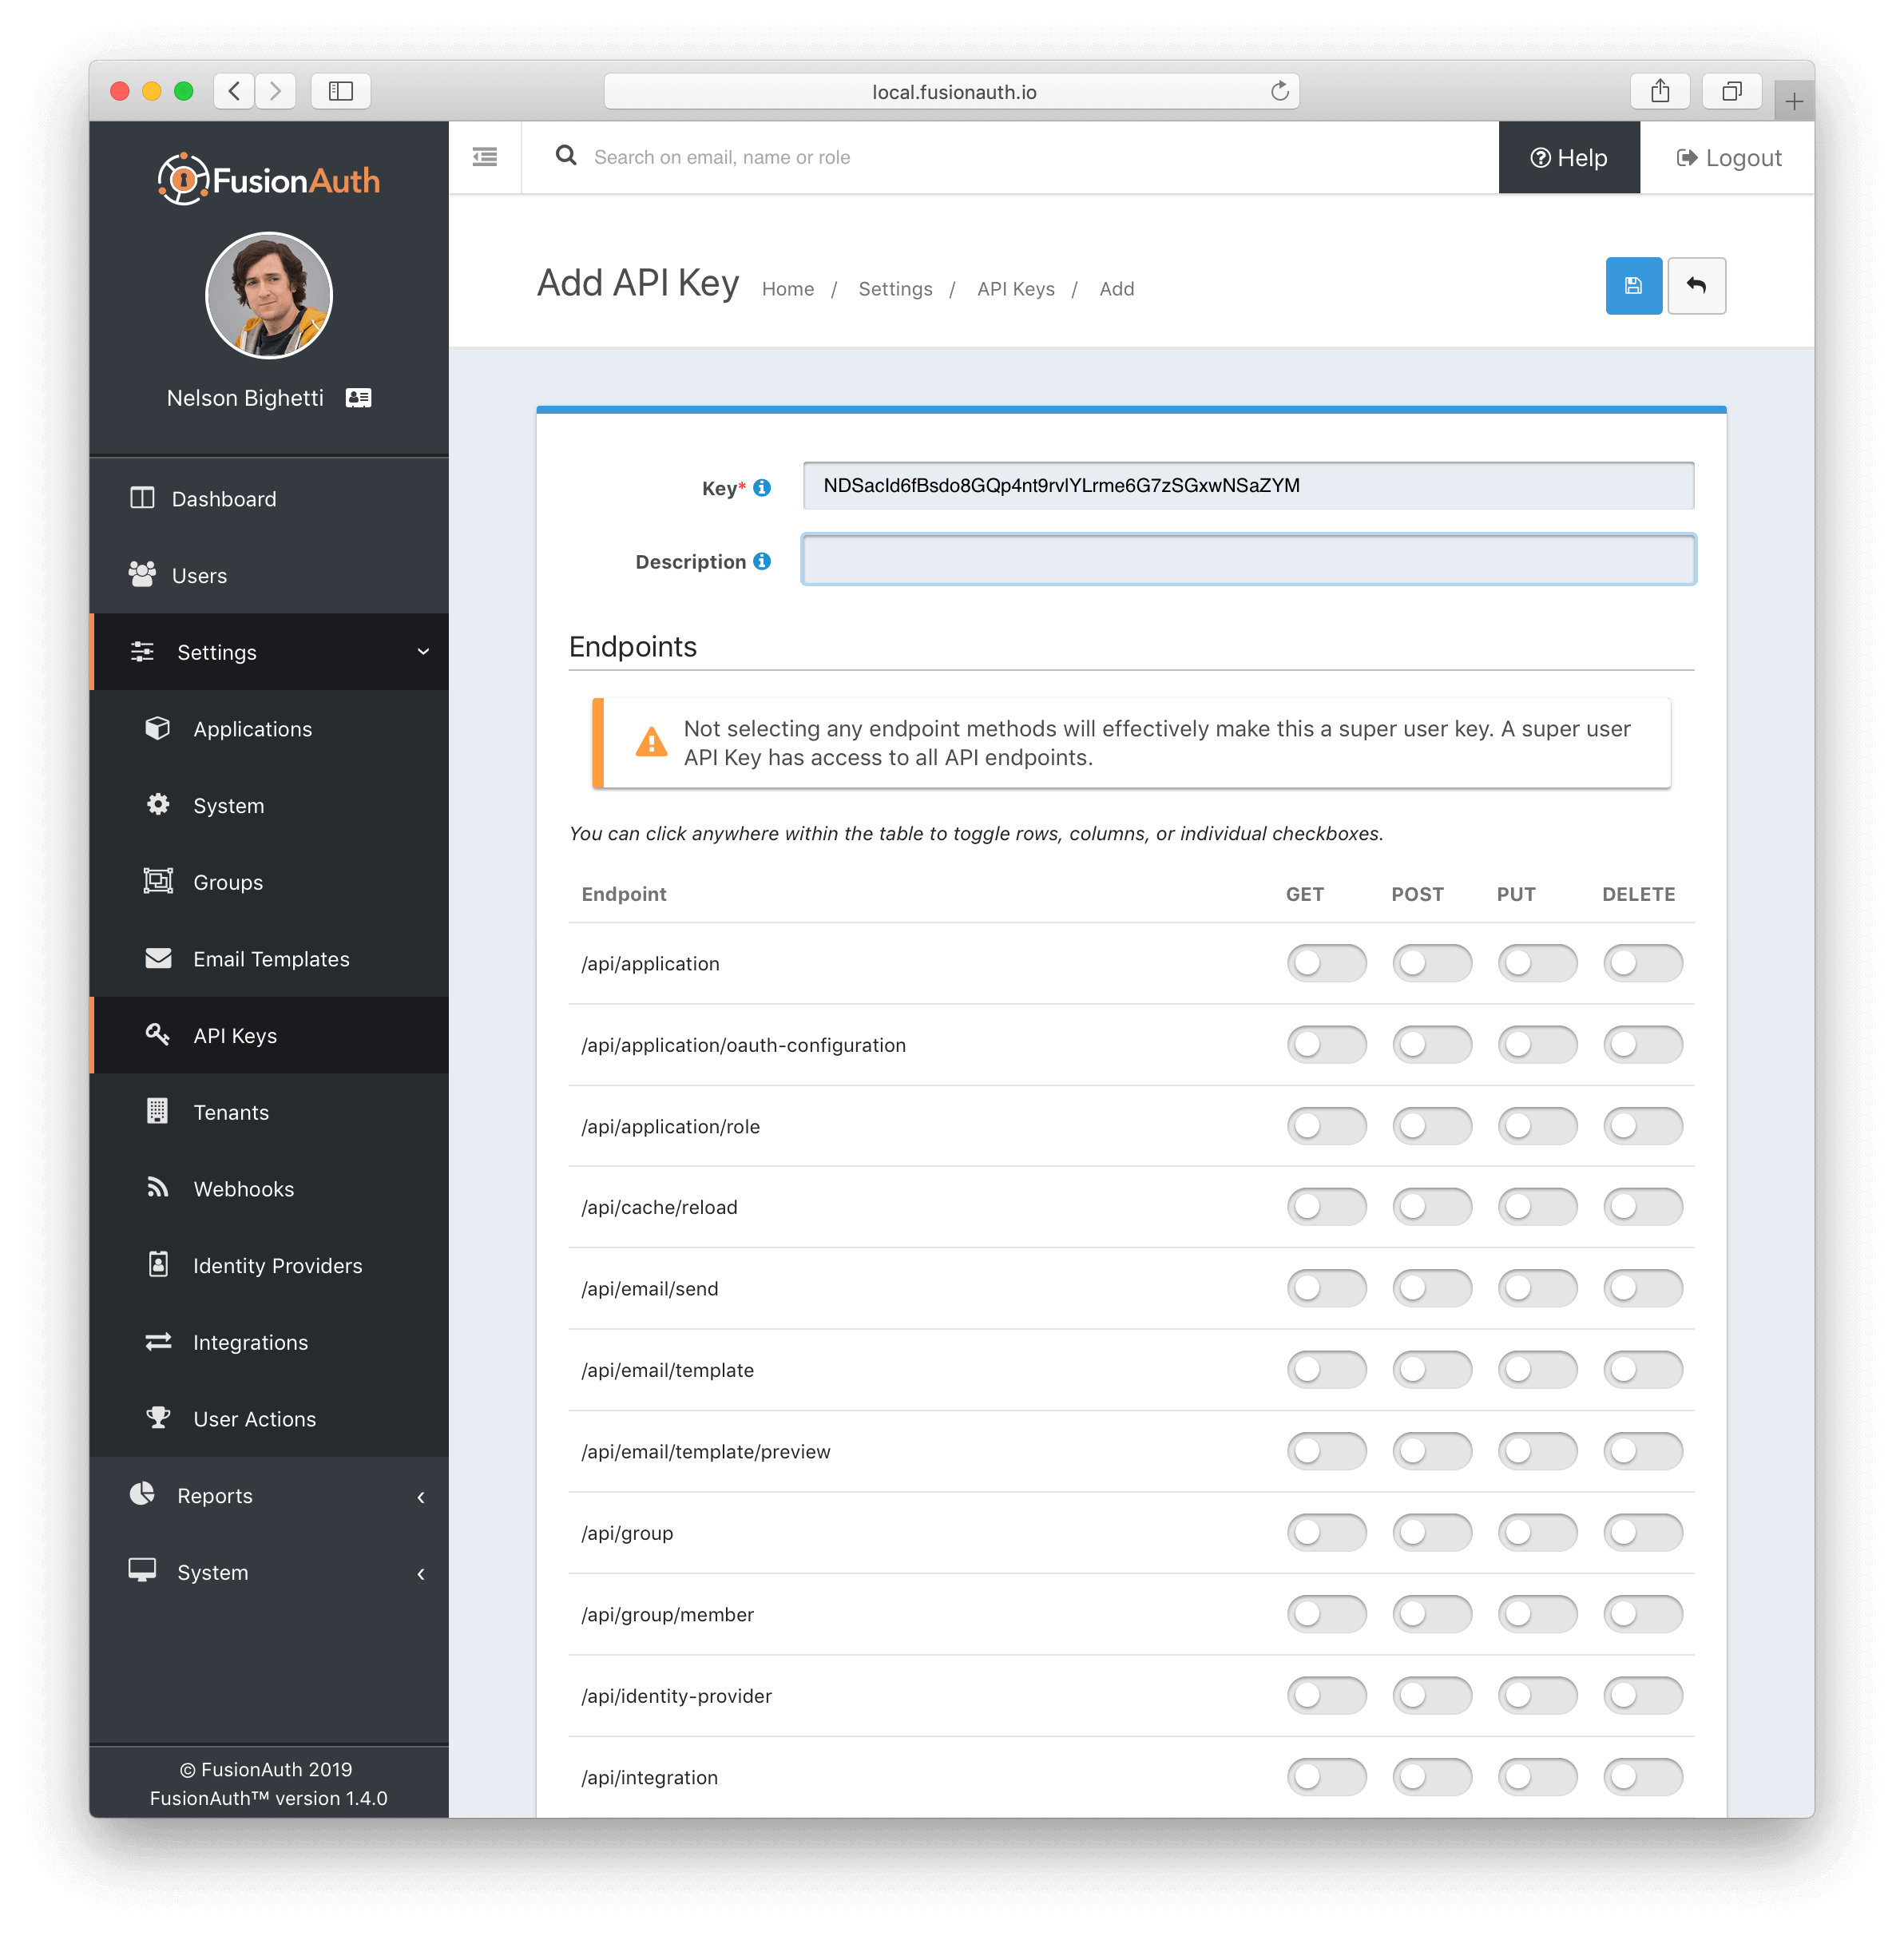 local.fusionauth.io
FusionAuth
Search on email, name or role
Help
Logout
Nelson Bighetti
Add API Key
Home / Settings / API Keys / Add
Dashboard
Users
Settings
Applications
System
Groups
Email Templates
API Keys
Tenants
Webhooks
Identity Providers
Integrations
User Actions
Reports
System
© FusionAuth 2019
FusionAuth™ version 1.4.0
Key* NDSacld6fBsdo8GQp4nt9rvlYLrme6G7zSGxwNSaZYM
Description
Endpoints
Not selecting any endpoint methods will effectively make this a super user key. A super user
API Key has access to all API endpoints.
You can click anywhere within the table to toggle rows, columns, or individual checkboxes.
Endpoint GET POST PUT DELETE
/api/application
/api/application/oauth-configuration
/api/application/role
/api/cache/reload
/api/email/send
/api/email/template
/api/email/template/preview
/api/group
/api/group/member
/api/identity-provider
/api/integration